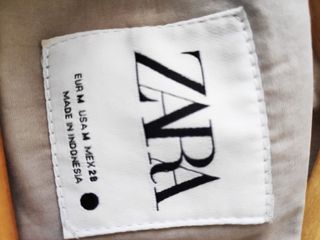 ZARA
EUR M USA M MEX 28
MADE IN INDONESIA